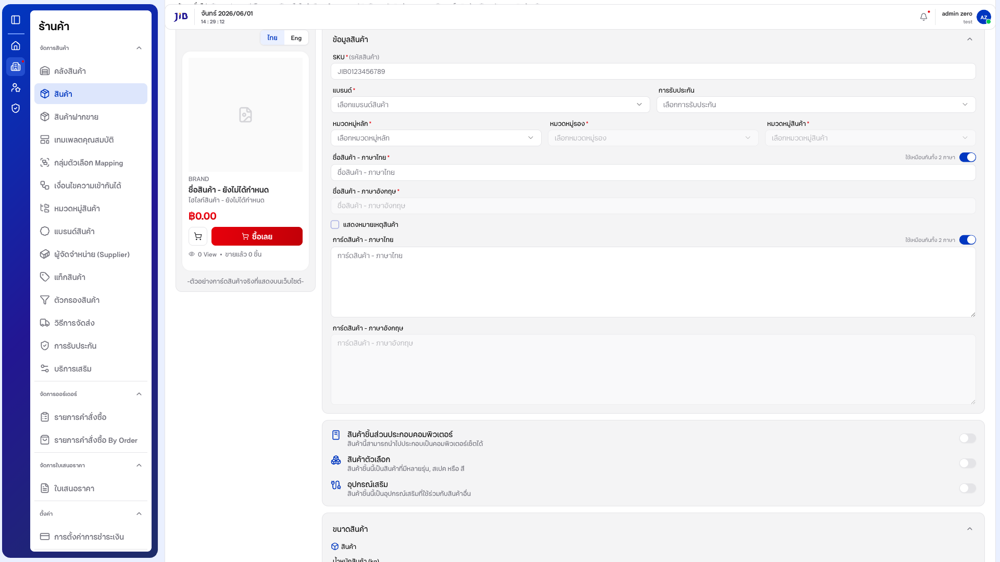 ร้านค้า
จัดการสินค้า
คลังสินค้า
สินค้า
สินค้าฝากขาย
เทมเพลตคุณสมบัติ
กลุ่มตัวเลือก Mapping
เงื่อนไขความเข้ากันได้
หมวดหมู่สินค้า
แบรนด์สินค้า
ผู้จัดจำหน่าย (Supplier)
แท็กสินค้า
ตัวกรองสินค้า
วิธีการจัดส่ง
การรับประกัน
บริการเสริม
จัดการออร์เดอร์
รายการคำสั่งซื้อ
รายการคำสั่งซื้อ By Order
จัดการใบเสนอราคา
ใบเสนอราคา
ตั้งค่า
การตั้งค่าการชำระเงิน
JIB
จันทร์ 2026/06/01
14 : 29 : 12
admin zero
test
AZ
ไทย
Eng
BRAND
ชื่อสินค้า - ยังไม่ได้กำหนด
ไฮไลท์สินค้า - ยังไม่ได้กำหนด
฿0.00
ซื้อเลย
0 View • ขายแล้ว 0 ชิ้น
-ตัวอย่างการ์ดสินค้าจริงที่แสดงบนเว็บไซต์-
ข้อมูลสินค้า
SKU * (รหัสสินค้า)
JIB0123456789
แบรนด์ *
การรับประกัน
เลือกแบรนด์สินค้า
เลือกการรับประกัน
หมวดหมู่หลัก *
หมวดหมู่รอง *
หมวดหมู่สินค้า *
เลือกหมวดหมู่หลัก
เลือกหมวดหมู่รอง
เลือกหมวดหมู่สินค้า
ชื่อสินค้า - ภาษาไทย *
ใช้เหมือนกันทั้ง 2 ภาษา
ชื่อสินค้า - ภาษาไทย
ชื่อสินค้า - ภาษาอังกฤษ *
ชื่อสินค้า - ภาษาอังกฤษ
แสดงหมายเหตุสินค้า
การ์ดสินค้า - ภาษาไทย
ใช้เหมือนกันทั้ง 2 ภาษา
การ์ดสินค้า - ภาษาไทย
การ์ดสินค้า - ภาษาอังกฤษ
การ์ดสินค้า - ภาษาอังกฤษ
สินค้าชิ้นส่วนประกอบคอมพิวเตอร์
สินค้านี้สามารถนำไปประกอบเป็นคอมพิวเตอร์เซ็ตได้
สินค้าตัวเลือก
สินค้าชิ้นนี้เป็นสินค้าที่มีหลายรุ่น, สเปค หรือ สี
อุปกรณ์เสริม
สินค้าชิ้นนี้เป็นอุปกรณ์เสริมที่ใช้ร่วมกับสินค้าอื่น
ขนาดสินค้า
สินค้า
น้ำหนักสินค้า (kg)